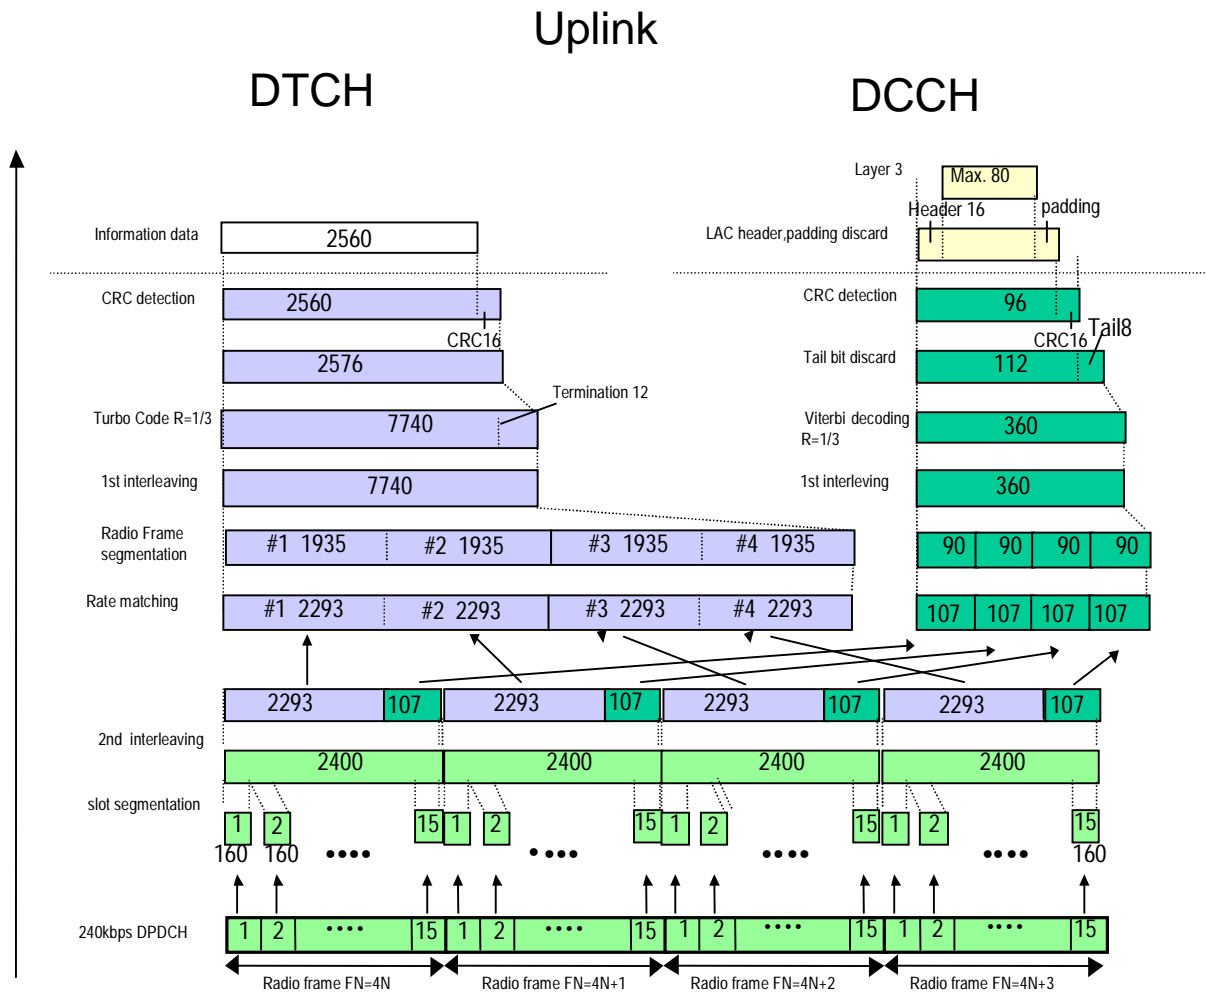 Uplink
DTCH
DCCH
Layer 3
Max. 80
Header 16
padding
Information data
2560
LAC header,padding discard
CRC detection
2560
CRC16
CRC detection
96
CRC16
Tail8
2576
Tail bit discard
112
Termination 12
Turbo Code R=1/3
7740
Viterbi decoding
R=1/3
360
1st interleaving
7740
1st interleving
360
Radio Frame
segmentation
#1 1935
#2 1935
#3 1935
#4 1935
90
90
90
90
Rate matching
#1 2293
#2 2293
#3 2293
#4 2293
107
107
107
107
2293
107
2293
107
2293
107
2293
107
2nd interleaving
2400
2400
2400
2400
slot segmentation
1
2
15
1
2
15
1
2
15
1
2
15
160
160
••••
••••
••••
••••
160
240kbps DPDCH
1
2
••••
15
1
2
••••
15
1
2
••••
15
1
2
••••
15
Radio frame FN=4N
Radio frame FN=4N+1
Radio frame FN=4N+2
Radio frame FN=4N+3